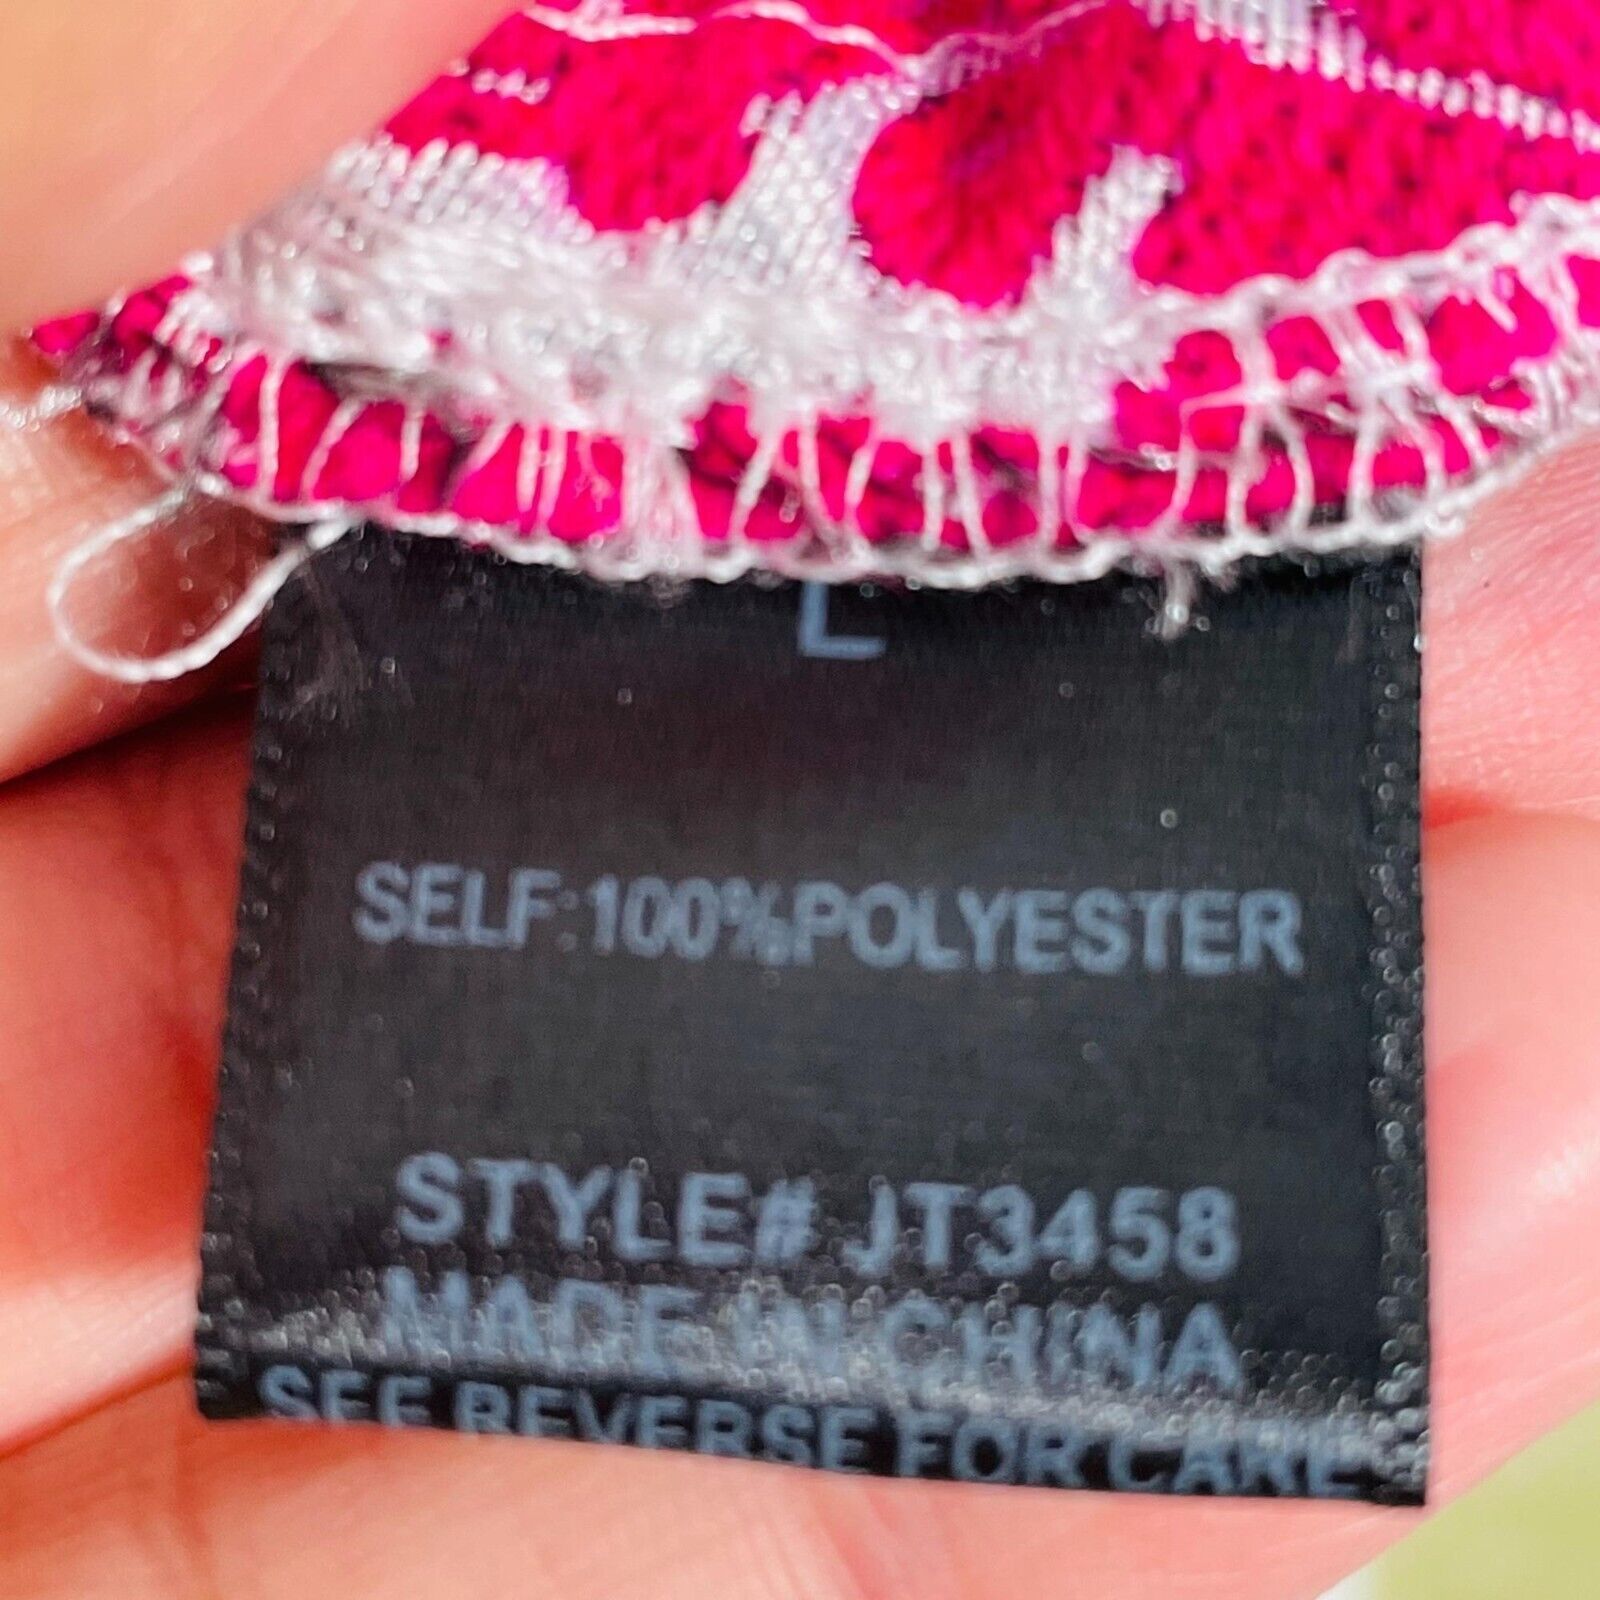 L
SELF:100%POLYESTER
STYLE# JT3458
MADE IN CHINA
SEE REVERSE FOR CARE